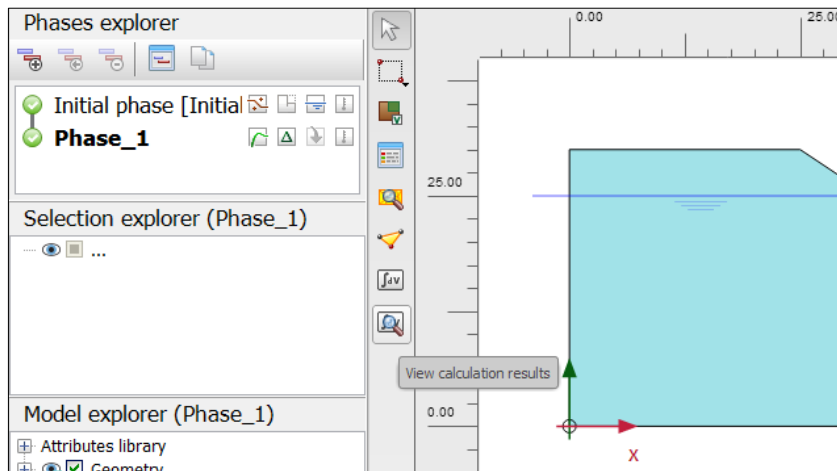 Phases explorer
Initial phase [Initial
Phase_1
Selection explorer (Phase_1)
...
Model explorer (Phase_1)
Attributes library
Geometry
∫dV
View calculation results
0.00
25.00
25.00
0.00
X